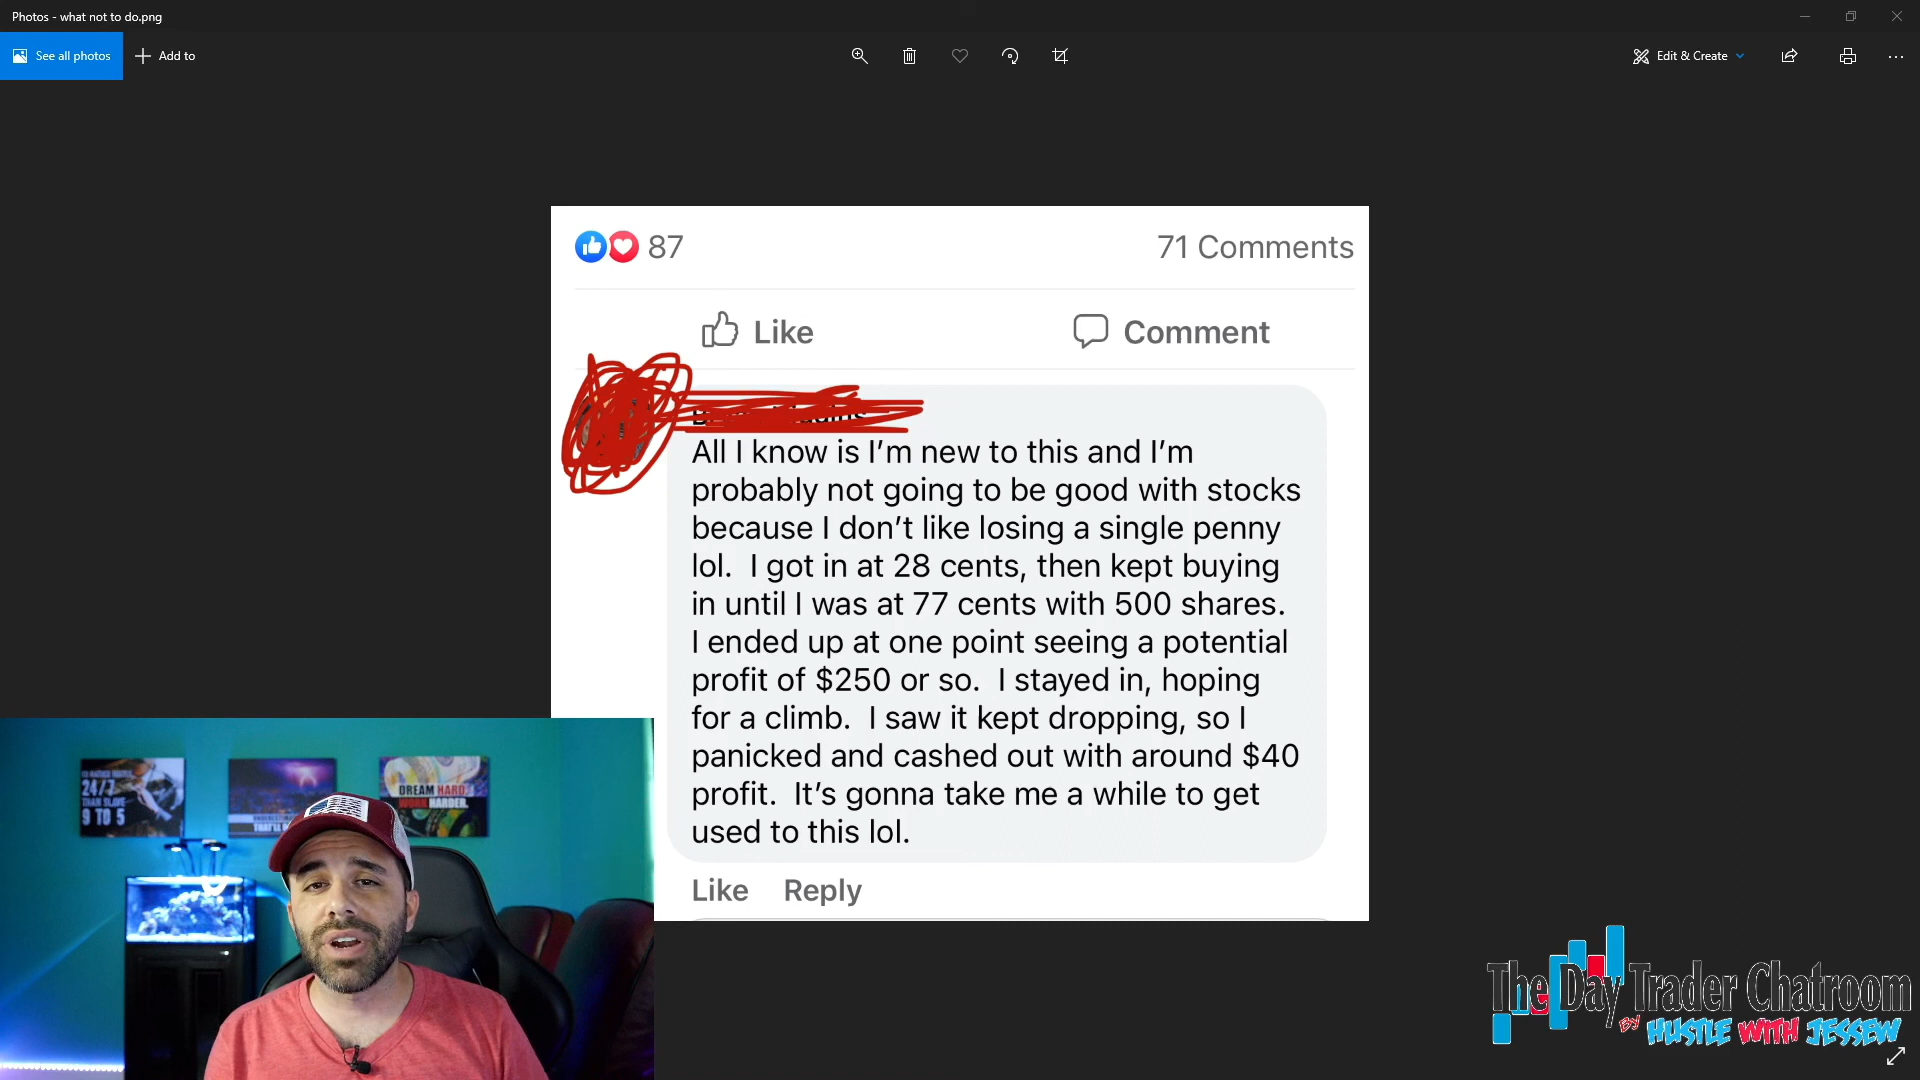 Photos - what not to do.png
See all photos
Add to
Edit & Create
87
71 Comments
Like
Comment
All I know is I'm new to this and I'm
probably not going to be good with stocks
because I don't like losing a single penny
lol.  I got in at 28 cents, then kept buying
in until I was at 77 cents with 500 shares.
I ended up at one point seeing a potential
profit of $250 or so.  I stayed in, hoping
for a climb.  I saw it kept dropping, so I
panicked and cashed out with around $40
profit.  It's gonna take me a while to get
used to this lol.
Like Reply
24/7
THAN SLAVE
9 TO 5
DREAM HARD.
WORK HARDER.
The Day Trader Chatroom
BY HUSTLE WITH JESSEW